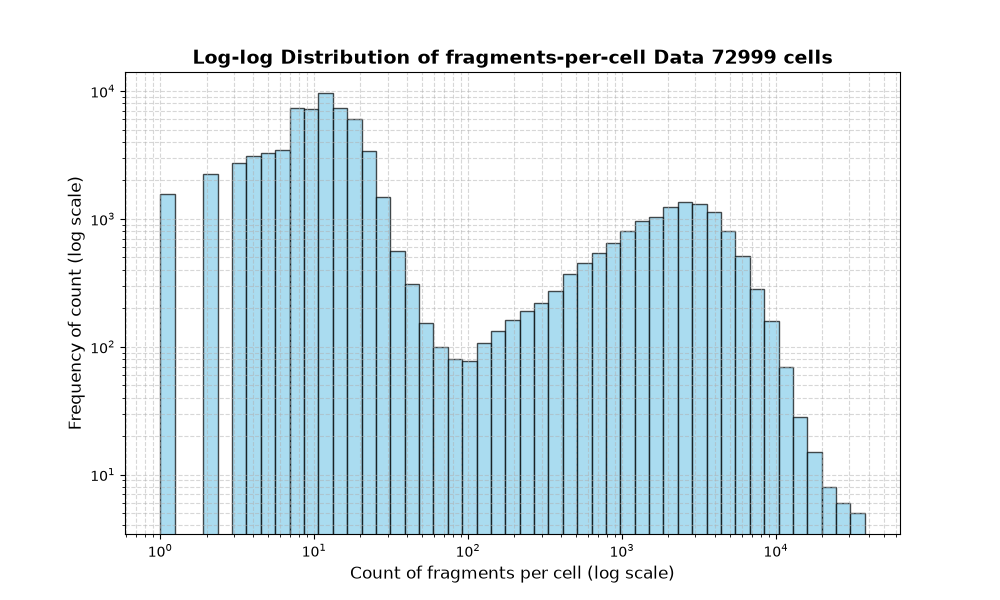 Log-log Distribution of fragments-per-cell Data 72999 cells
Frequency of count (log scale)
10⁴
10³
10²
10¹
10⁰ 10¹ 10² 10³ 10⁴
Count of fragments per cell (log scale)